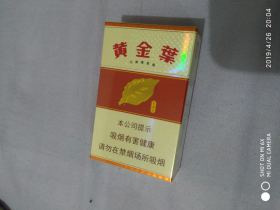 2019/4/26 20:04
黄金葉
本公司提示
吸烟有害健康
请勿在禁烟场所吸烟
SHOT ON MI 6X
MI DUAL CAMERA